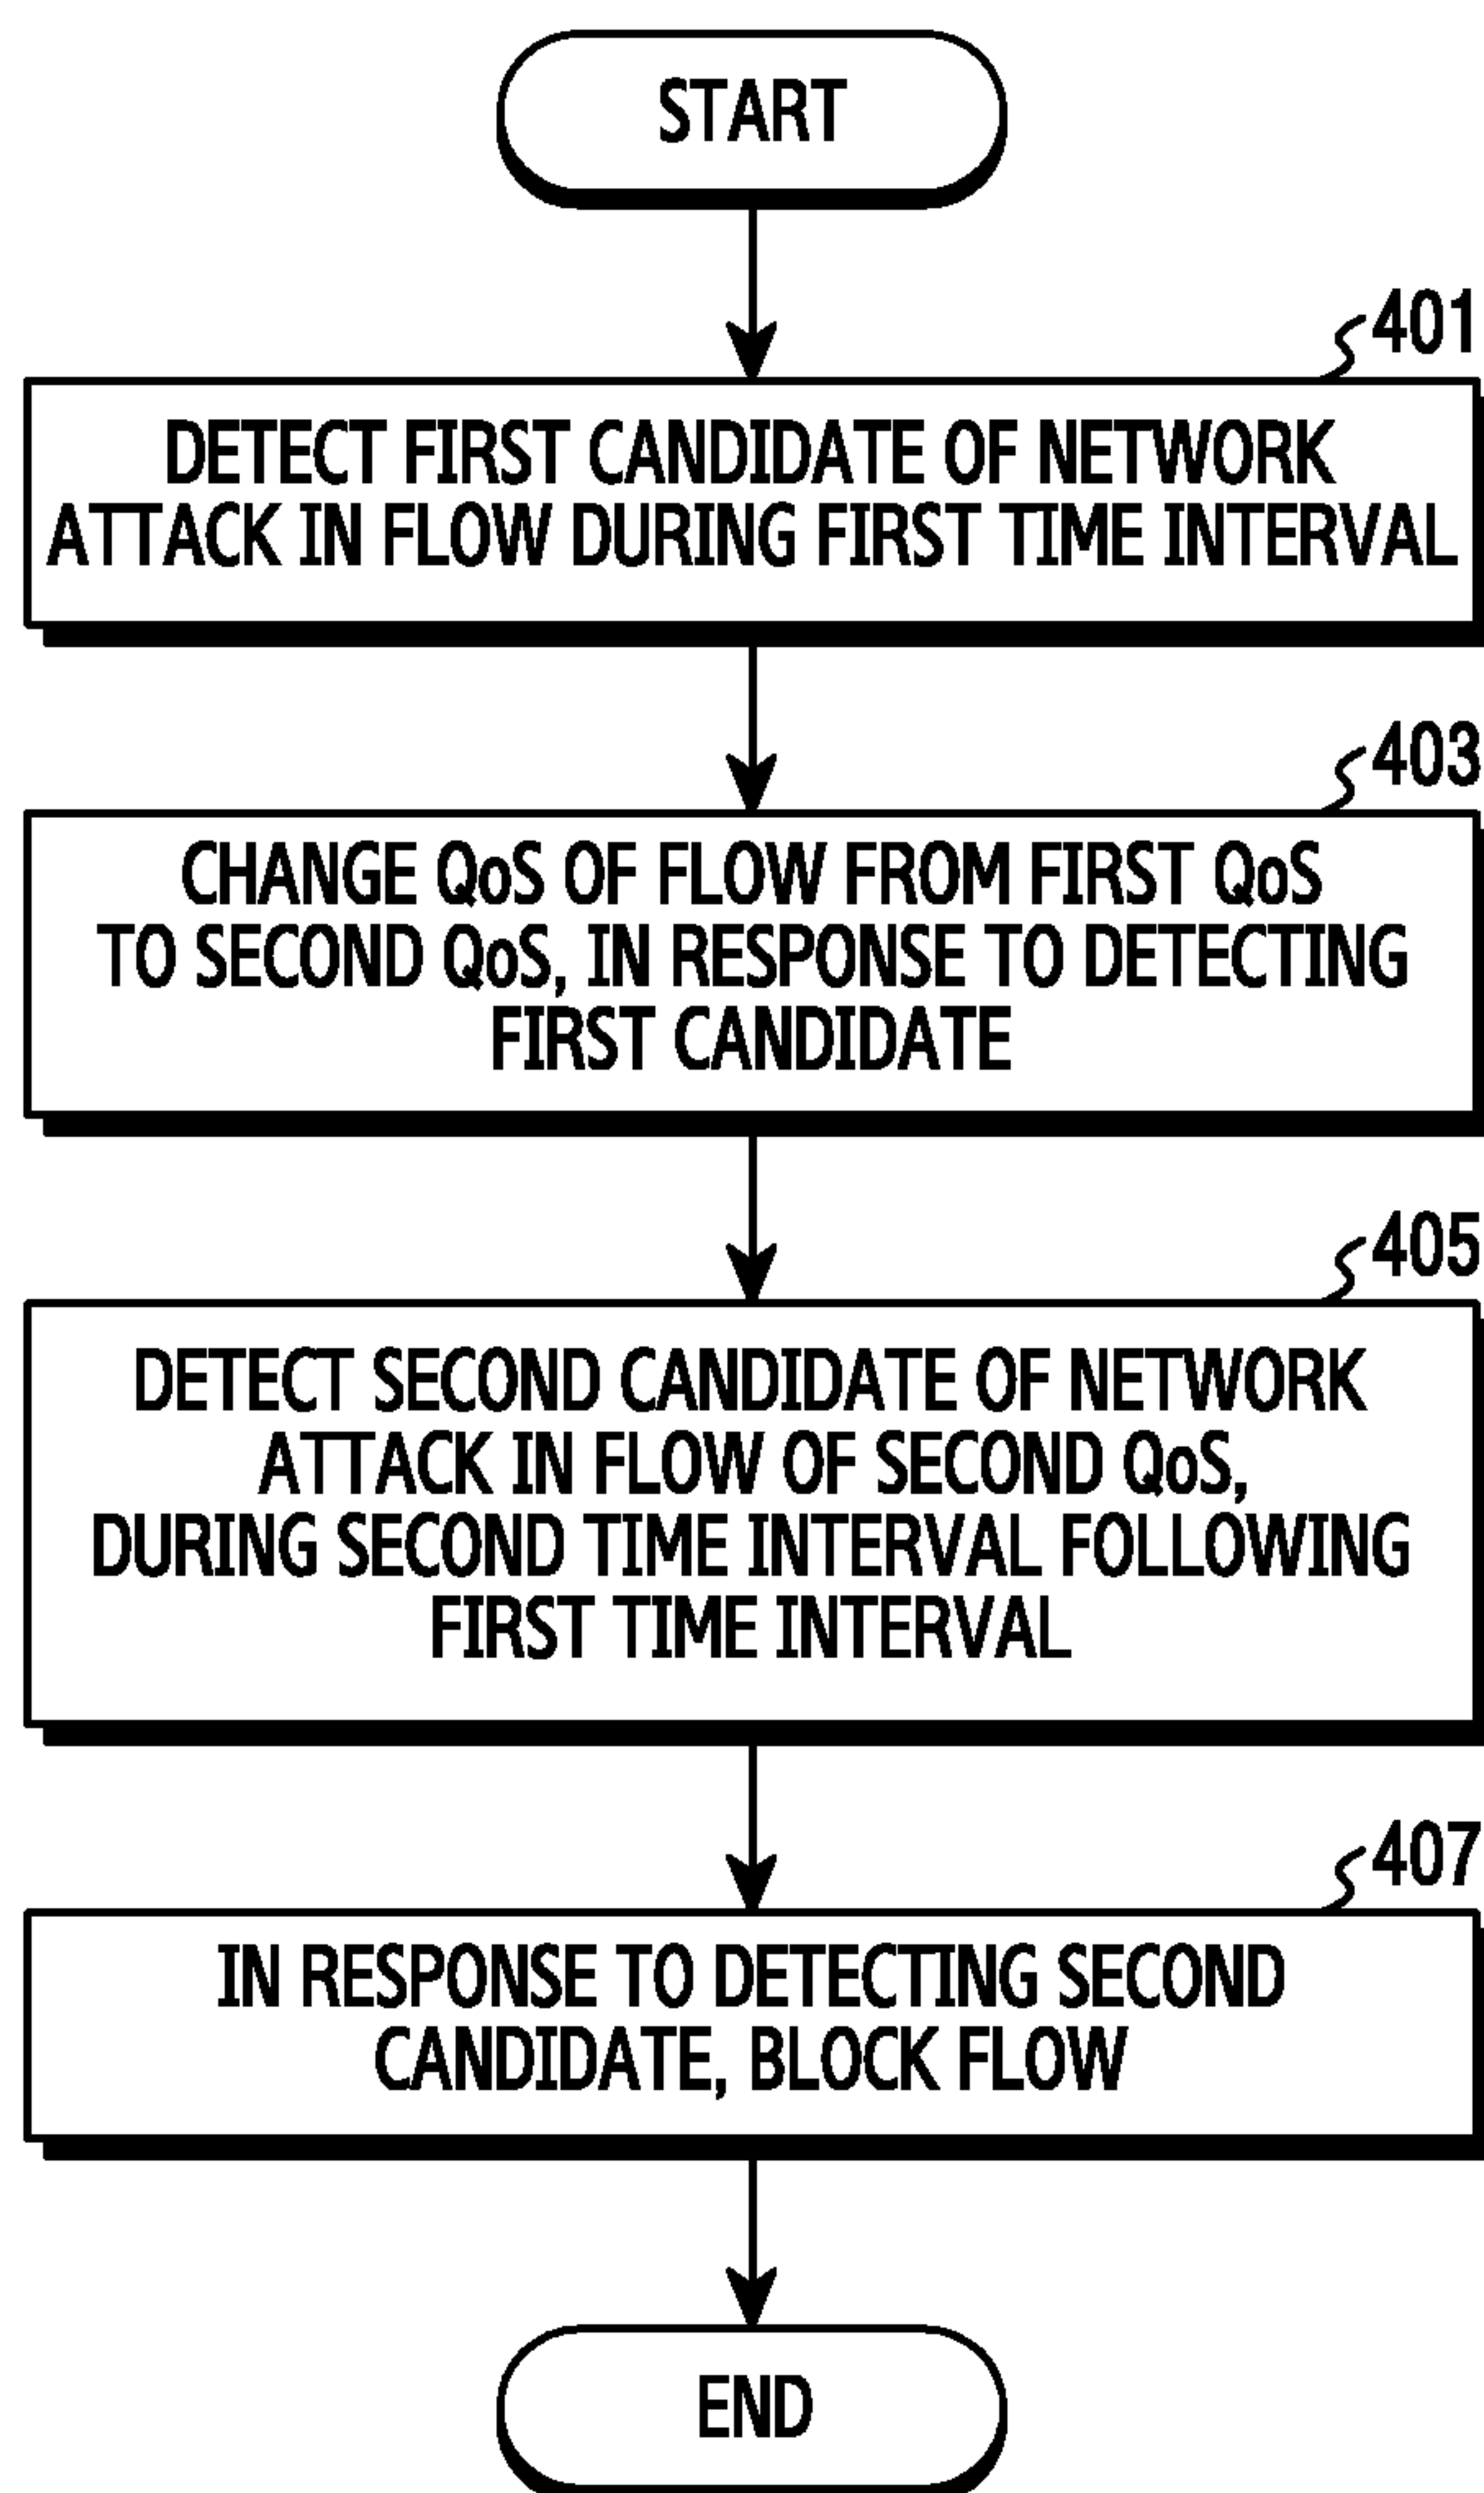 START
401
DETECT FIRST CANDIDATE OF NETWORK
ATTACK IN FLOW DURING FIRST TIME INTERVAL
403
CHANGE QoS OF FLOW FROM FIRST QoS
TO SECOND QoS, IN RESPONSE TO DETECTING
FIRST CANDIDATE
405
DETECT SECOND CANDIDATE OF NETWORK
ATTACK IN FLOW OF SECOND QoS,
DURING SECOND TIME INTERVAL FOLLOWING
FIRST TIME INTERVAL
407
IN RESPONSE TO DETECTING SECOND
CANDIDATE, BLOCK FLOW
END